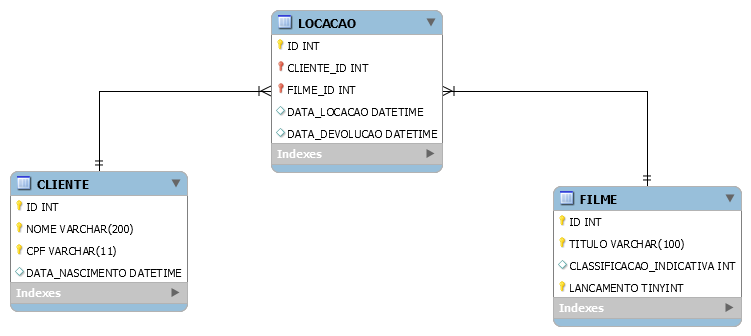 LOCACAO
ID INT
CLIENTE_ID INT
FILME_ID INT
DATA_LOCACAO DATETIME
DATA_DEVOLUCAO DATETIME
Indexes
CLIENTE
ID INT
NOME VARCHAR(200)
CPF VARCHAR(11)
DATA_NASCIMENTO DATETIME
Indexes
FILME
ID INT
TITULO VARCHAR(100)
CLASSIFICACAO_INDICATIVA INT
LANCAMENTO TINYINT
Indexes